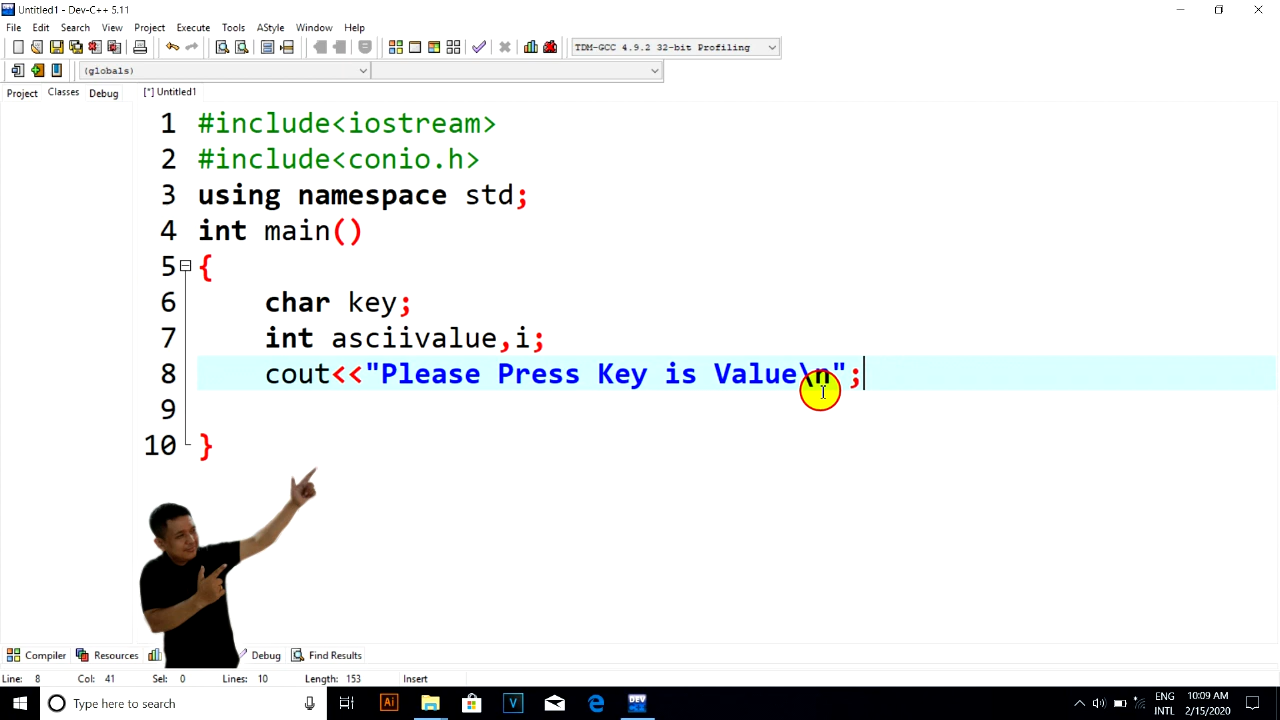 Untitled1 - Dev-C++ 5.11
File Edit Search View Project Execute Tools AStyle Window Help
TDM-GCC 4.9.2 32-bit Profiling
(globals)
Project Classes Debug [*] Untitled1
1 #include<iostream>
2 #include<conio.h>
3 using namespace std;
4 int main()
5 {
6 char key;
7 int asciivalue,i;
8 cout<<"Please Press Key is Value\n";
9
10 }
Compiler Resources Debug Find Results
Line: 8 Col: 41 Sel: 0 Lines: 10 Length: 153 Insert
Type here to search
Ai
V
DEV
ENG
INTL
10:09 AM
2/15/2020